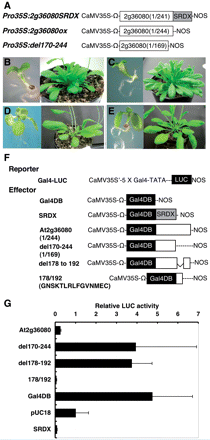 A
Pro35S:2g36080SRDX CaMV35S-Ω 2g36080(1/241) SRDX -NOS
Pro35S:2g36080ox CaMV35S-Ω 2g36080(1/244) -NOS
Pro35S:del170-244 CaMV35S-Ω 2g36080(1/169) -NOS
B C
D E
F
Reporter
Gal4-LUC CaMV35S'-5 X Gal4-TATA- LUC -NOS
Effector
Gal4DB CaMV35S-Ω Gal4DB -NOS
SRDX CaMV35S-Ω Gal4DB SRDX -NOS
At2g36080 CaMV35S-Ω Gal4DB -NOS
(1/244)
del170-244 CaMV35S-Ω Gal4DB -NOS
(1/169)
del178 to 192 CaMV35S-Ω Gal4DB -NOS
178/192 CaMV35S-Ω Gal4DB -NOS
(GNSKTLRLFGVNMEC)
G
Relative LUC activity
0 1 2 3 4 5 6 7
At2g36080
del170-244
del178-192
178/192
Gal4DB
pUC18
SRDX